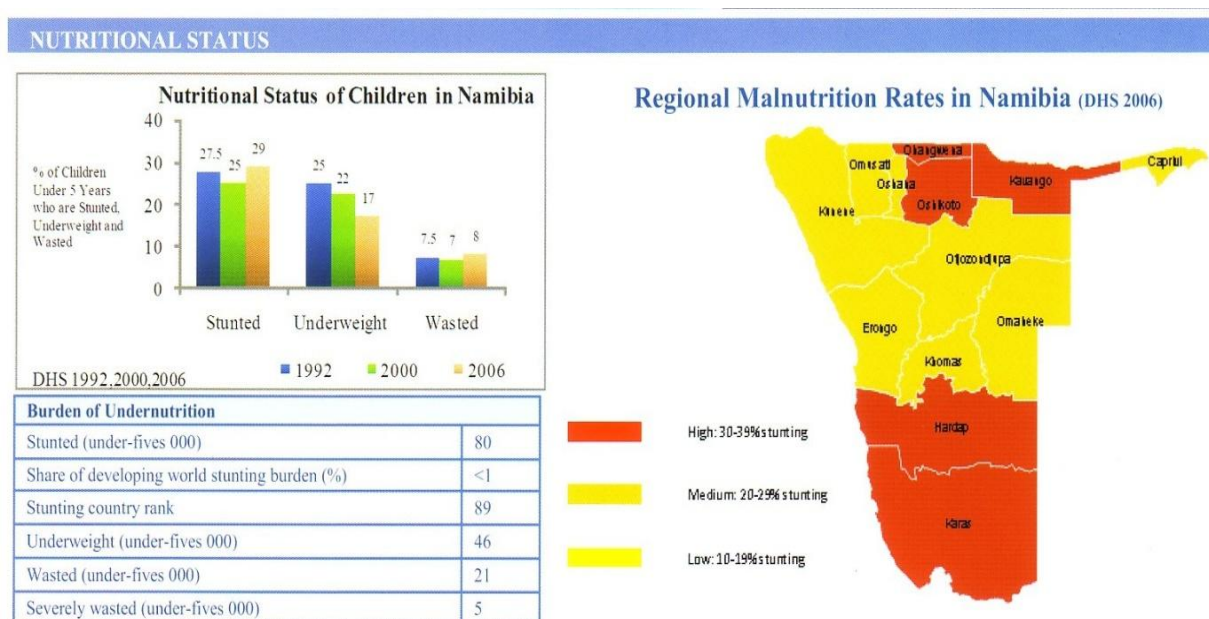 NUTRITIONAL STATUS
Nutritional Status of Children in Namibia
% of Children
Under 5 Years
who are Stunted,
Underweight and
Wasted
40
30
20
10
0
27.5
25
29
25
22
17
7.5
7
8
Stunted
Underweight
Wasted
1992
2000
2006
DHS 1992,2000,2006
Burden of Undernutrition
Stunted (under-fives 000) 80
Share of developing world stunting burden (%) <1
Stunting country rank 89
Underweight (under-fives 000) 46
Wasted (under-fives 000) 21
Severely wasted (under-fives 000) 5
Regional Malnutrition Rates in Namibia (DHS 2006)
Ohangwena
Omusati
Oshana
Oshikoto
Kauango
Capriui
Kunene
Otjozondjupa
Omaheke
Erongo
Khomas
Hardap
Karas
High: 30-39% stunting
Medium: 20-29% stunting
Low: 10-19% stunting